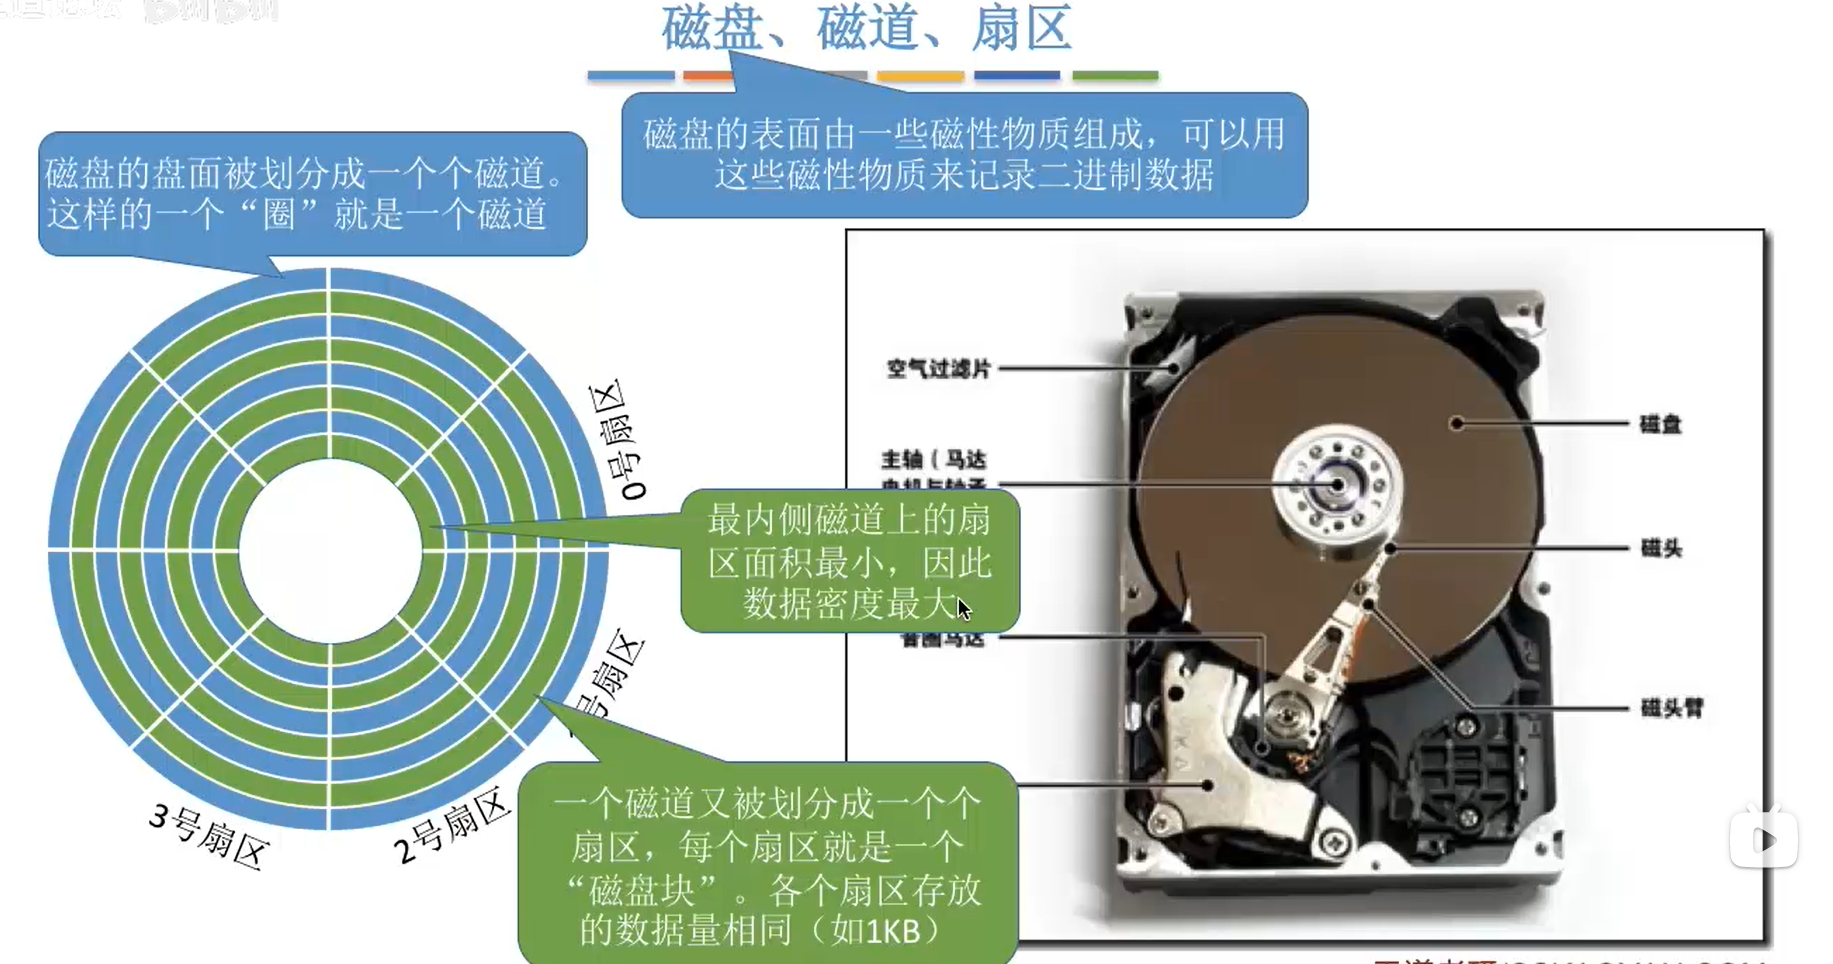 磁盘、磁道、扇区
磁盘的表面由一些磁性物质组成，可以用
这些磁性物质来记录二进制数据
磁盘的盘面被划分成一个个磁道。
这样的一个“圈”就是一个磁道
0号扇区
号扇区
2号扇区
3号扇区
最内侧磁道上的扇
区面积最小，因此
数据密度最大
一个磁道又被划分成一个个
扇区，每个扇区就是一个
“磁盘块”。各个扇区存放
的数据量相同（如1KB）
空气过滤片
主轴（马达
音圈马达
磁盘
磁头
磁头臂